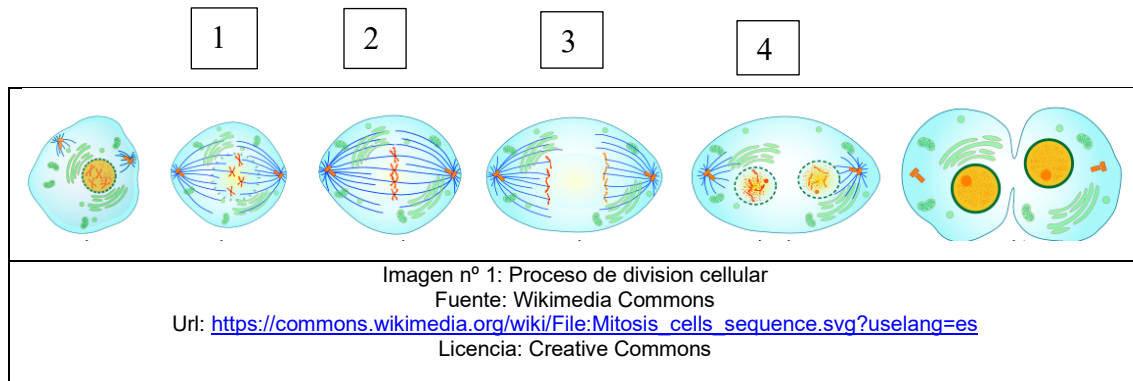 1 2 3 4
Imagen nº 1: Proceso de division cellular
Fuente: Wikimedia Commons
Url: https://commons.wikimedia.org/wiki/File:Mitosis_cells_sequence.svg?uselang=es
Licencia: Creative Commons